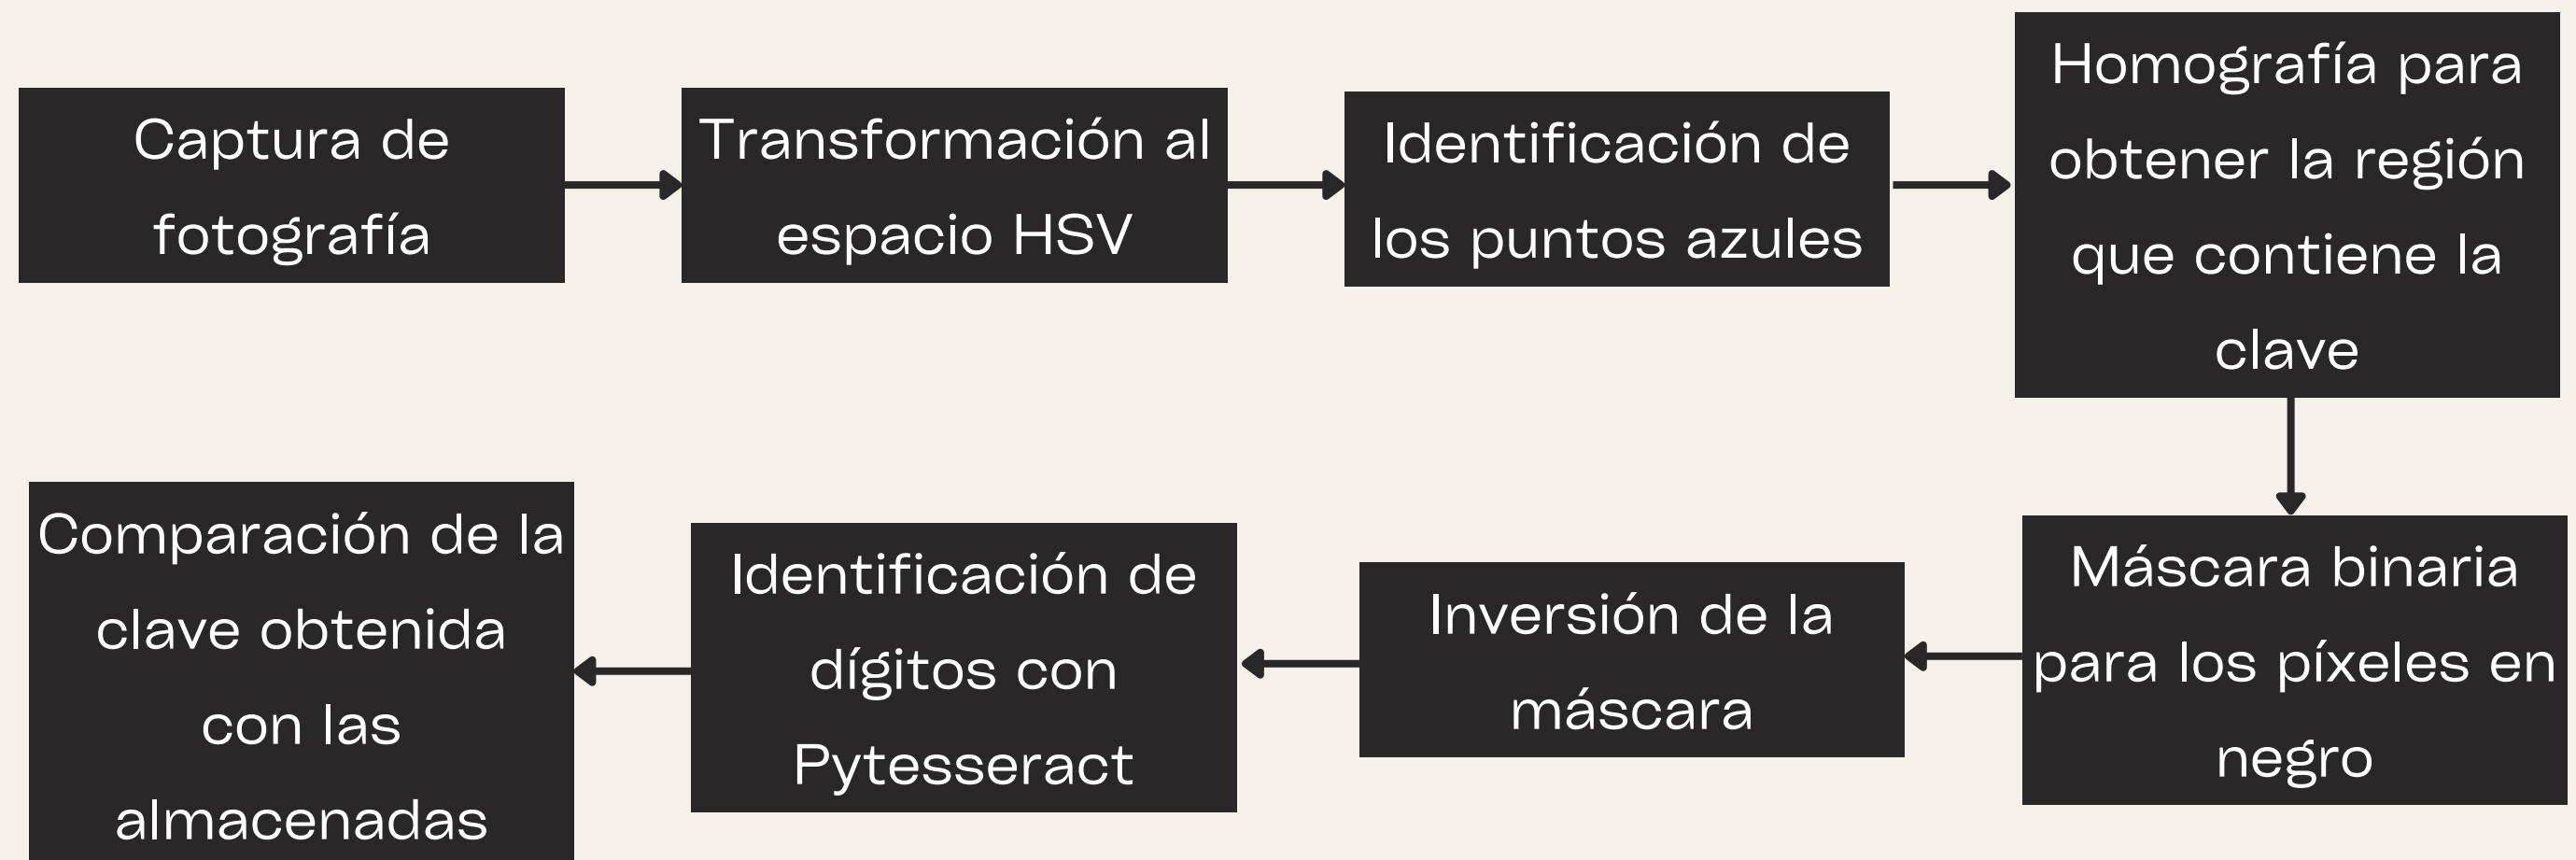 Captura de
fotografía
Transformación al
espacio HSV
Identificación de
los puntos azules
Homografía para
obtener la región
que contiene la
clave
Máscara binaria
para los píxeles en
negro
Inversión de la
máscara
Identificación de
dígitos con
Pytesseract
Comparación de la
clave obtenida
con las
almacenadas